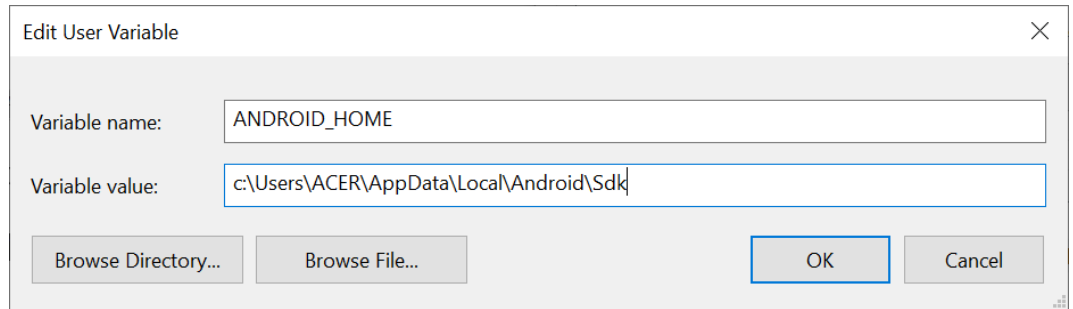 Edit User Variable
Variable name:
ANDROID_HOME
Variable value:
c:\Users\ACER\AppData\Local\Android\Sdk
Browse Directory...
Browse File...
OK
Cancel